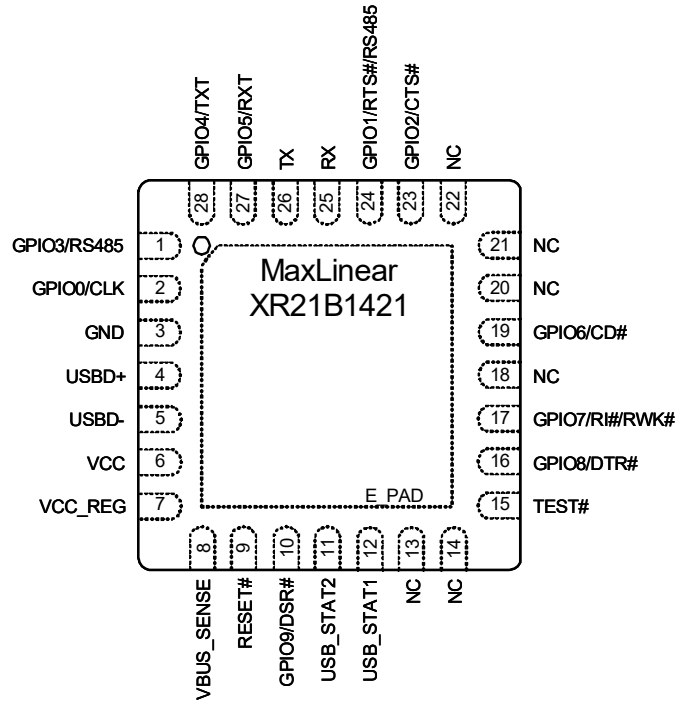 GPIO4/TXT
GPIO5/RXT
TX
RX
GPIO1/RTS#/RS485
GPIO2/CTS#
NC
28
27
26
25
24
23
22
GPIO3/RS485 1
GPIO0/CLK 2
GND 3
USBD+ 4
USBD- 5
VCC 6
VCC_REG 7
MaxLinear
XR21B1421
E_PAD
21 NC
20 NC
19 GPIO6/CD#
18 NC
17 GPIO7/RI#/RWK#
16 GPIO8/DTR#
15 TEST#
8
9
10
11
12
13
14
VBUS_SENSE
RESET#
GPIO9/DSR#
USB_STAT2
USB_STAT1
NC
NC